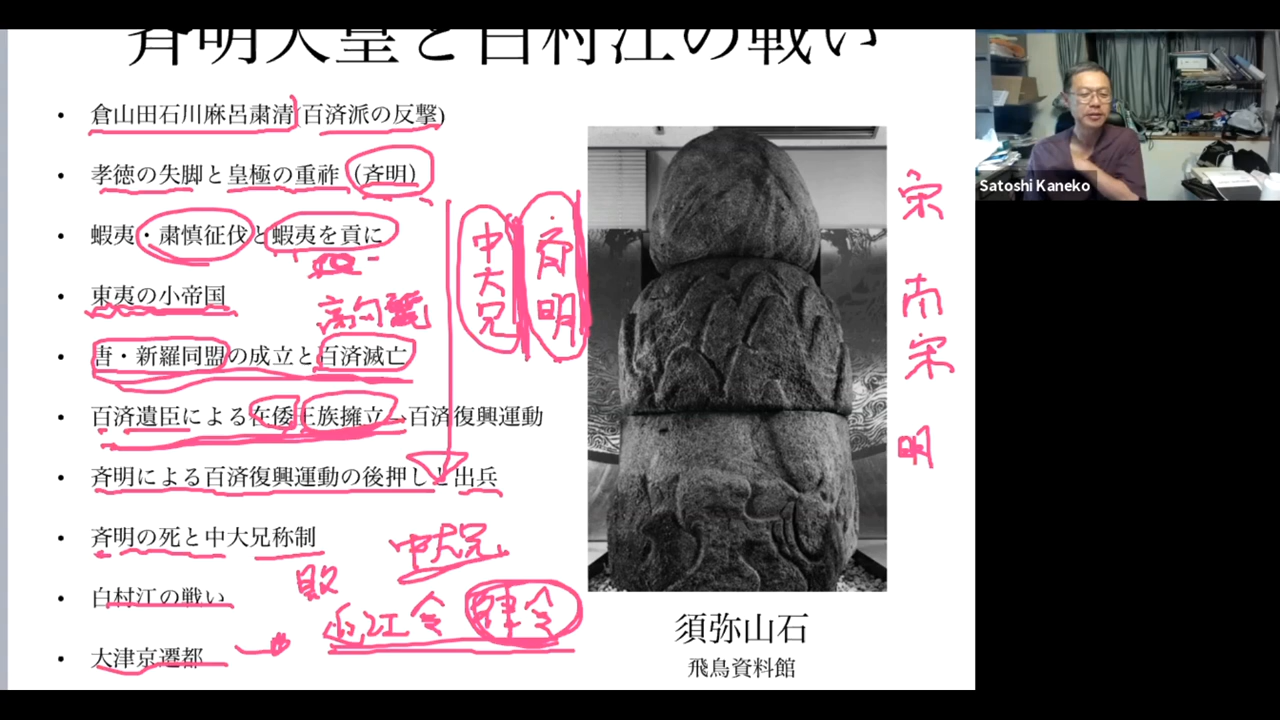 斉明天皇と白村江の戦い
• 倉山田石川麻呂粛清(百済派の反撃)
• 孝徳の失脚と皇極の重祚（斉明）
• 蝦夷・粛慎征伐と蝦夷を貢に
• 東夷の小帝国
高句麗
• 唐・新羅同盟の成立と百済滅亡
• 百済遺臣による在倭王族擁立→百済復興運動
• 斉明による百済復興運動の後押しと出兵
• 斉明の死と中大兄称制
中大兄
敗
• 白村江の戦い
近江令 律令
• 大津京遷都
斉明
中大兄
須弥山石
飛鳥資料館
宋
南宋
明
Satoshi Kaneko